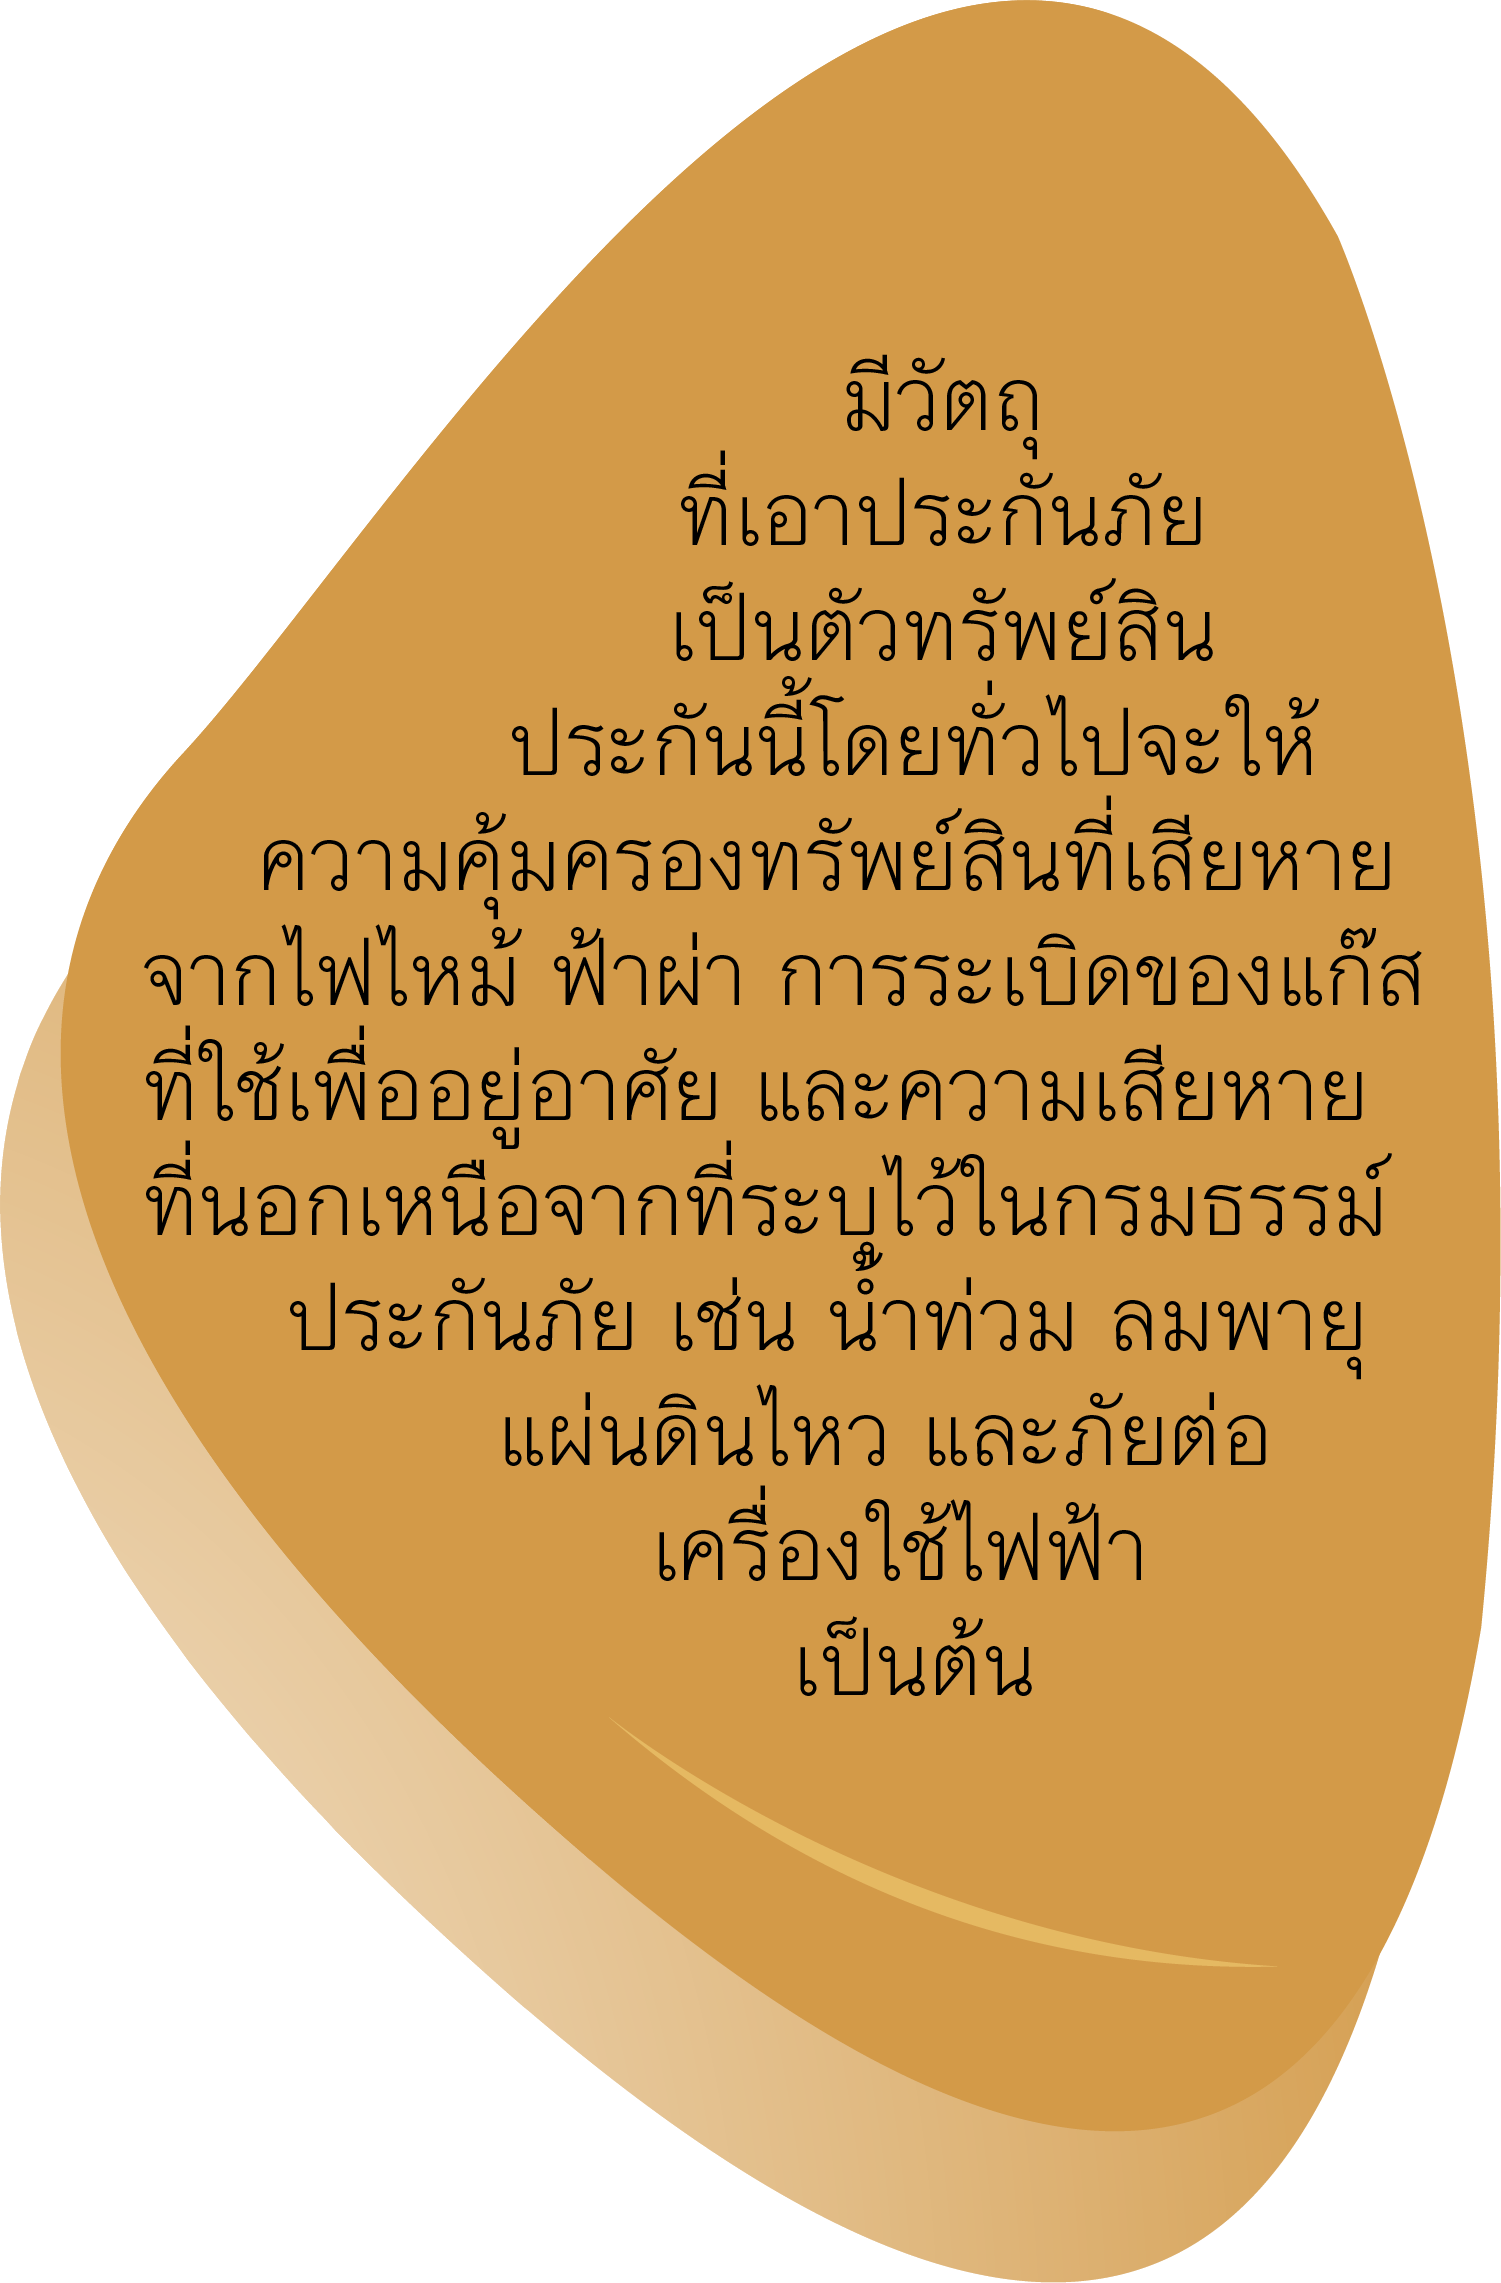 มีวัตถุ
ที่เอาประกันภัย
เป็นตัวทรัพย์สิน
ประกันนี้โดยทั่วไปจะให้
ความคุ้มครองทรัพย์สินที่เสียหาย
จากไฟไหม้ ฟ้าผ่า การระเบิดของแก๊ส
ที่ใช้เพื่ออยู่อาศัย และความเสียหาย
ที่นอกเหนือจากที่ระบุไว้ในกรมธรรม์
ประกันภัย เช่น น้ำท่วม ลมพายุ
แผ่นดินไหว และภัยต่อ
เครื่องใช้ไฟฟ้า
เป็นต้น